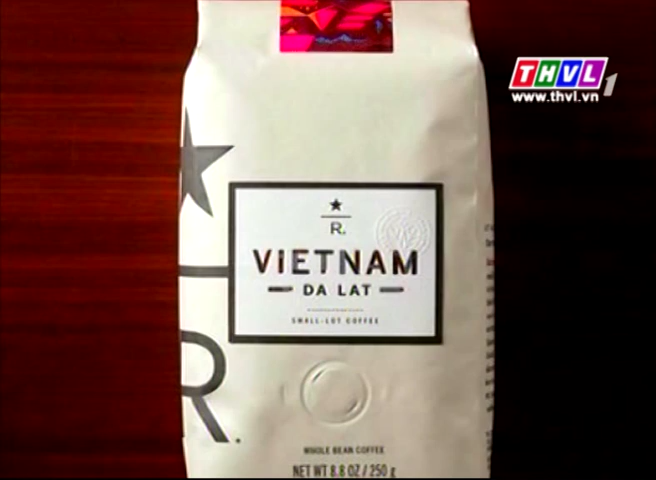 THVL1
www.thvl.vn
R.
VIETNAM
DA LAT
SMALL-LOT COFFEE
R.
WHOLE BEAN COFFEE
NET WT 8.8 OZ / 250 g